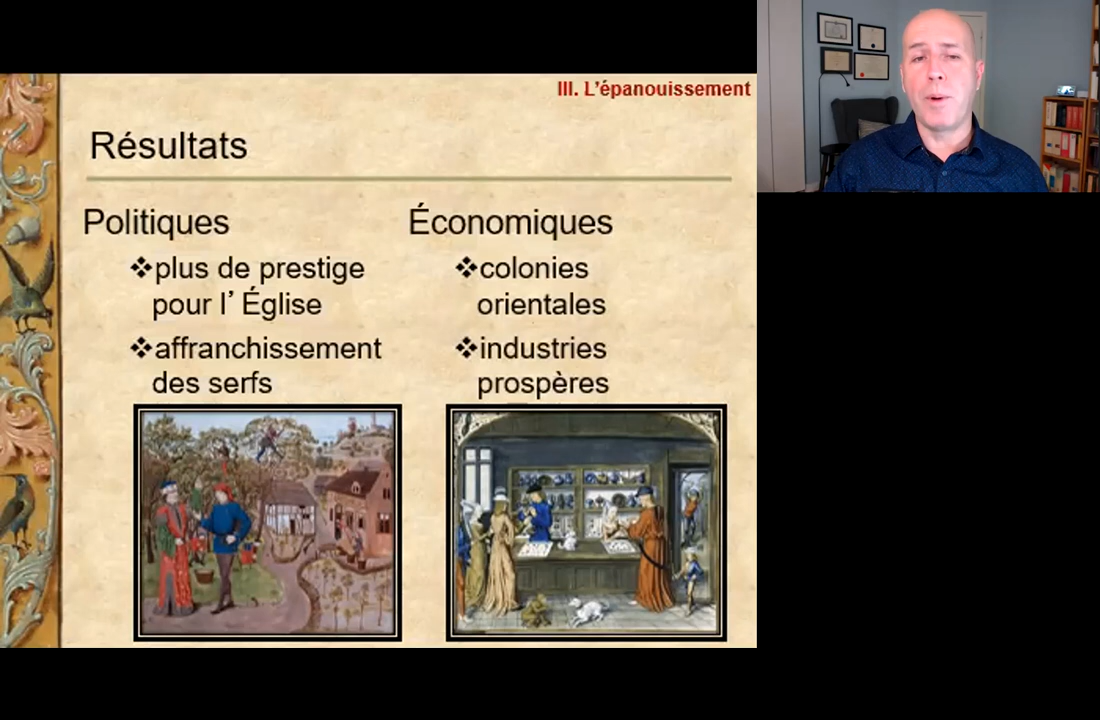 III. L'épanouissement
Résultats
Politiques
❖plus de prestige
pour l’ Église
❖affranchissement
des serfs
Économiques
❖colonies
orientales
❖industries
prospères